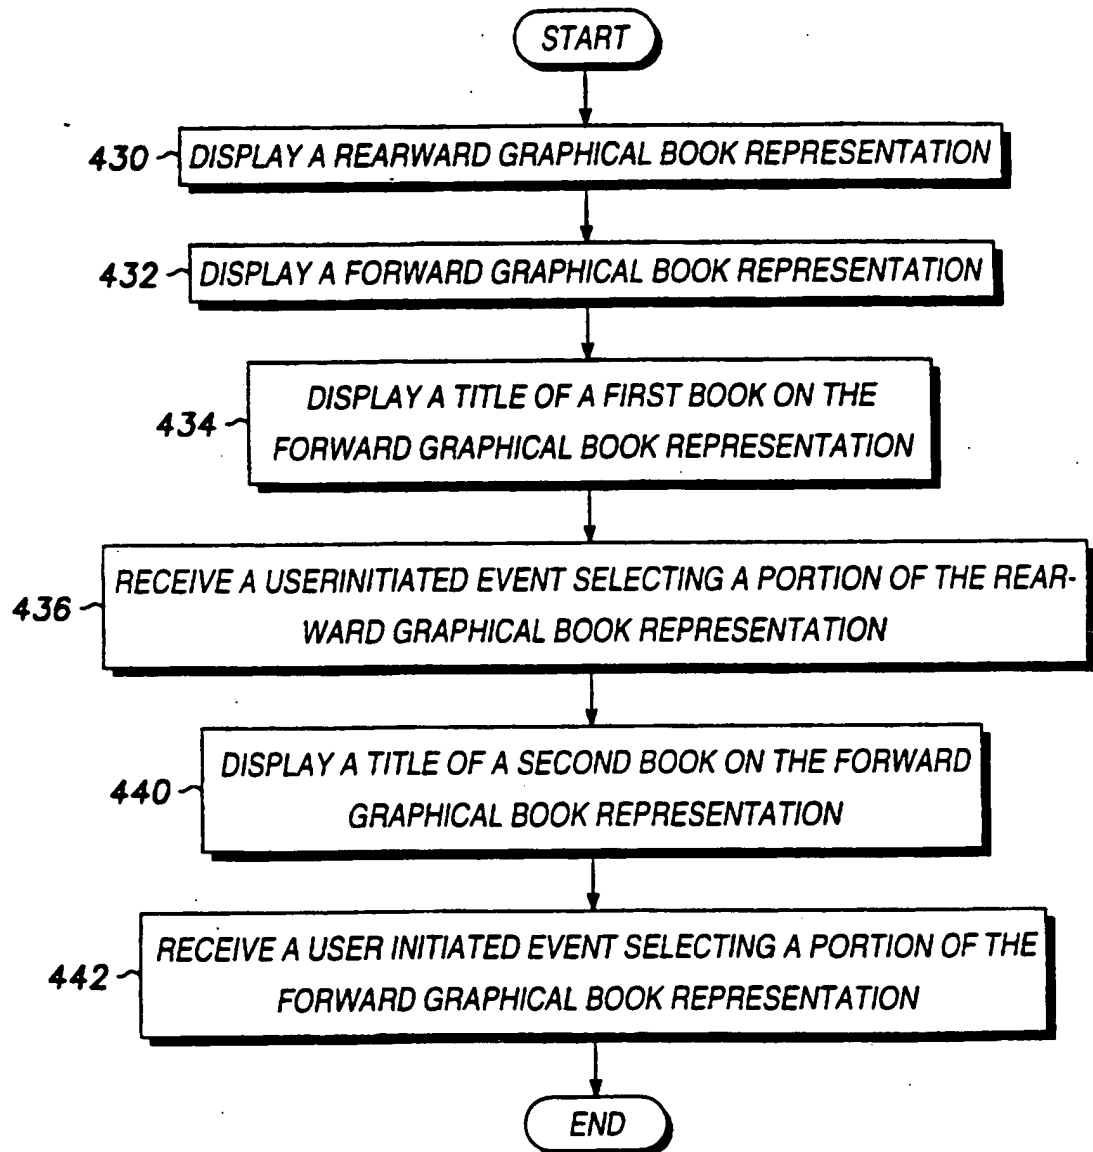 START
430 DISPLAY A REARWARD GRAPHICAL BOOK REPRESENTATION
432 DISPLAY A FORWARD GRAPHICAL BOOK REPRESENTATION
DISPLAY A TITLE OF A FIRST BOOK ON THE
434 FORWARD GRAPHICAL BOOK REPRESENTATION
RECEIVE A USERINITIATED EVENT SELECTING A PORTION OF THE REAR-
436 WARD GRAPHICAL BOOK REPRESENTATION
DISPLAY A TITLE OF A SECOND BOOK ON THE FORWARD
440 GRAPHICAL BOOK REPRESENTATION
RECEIVE A USER INITIATED EVENT SELECTING A PORTION OF THE
442 FORWARD GRAPHICAL BOOK REPRESENTATION
END